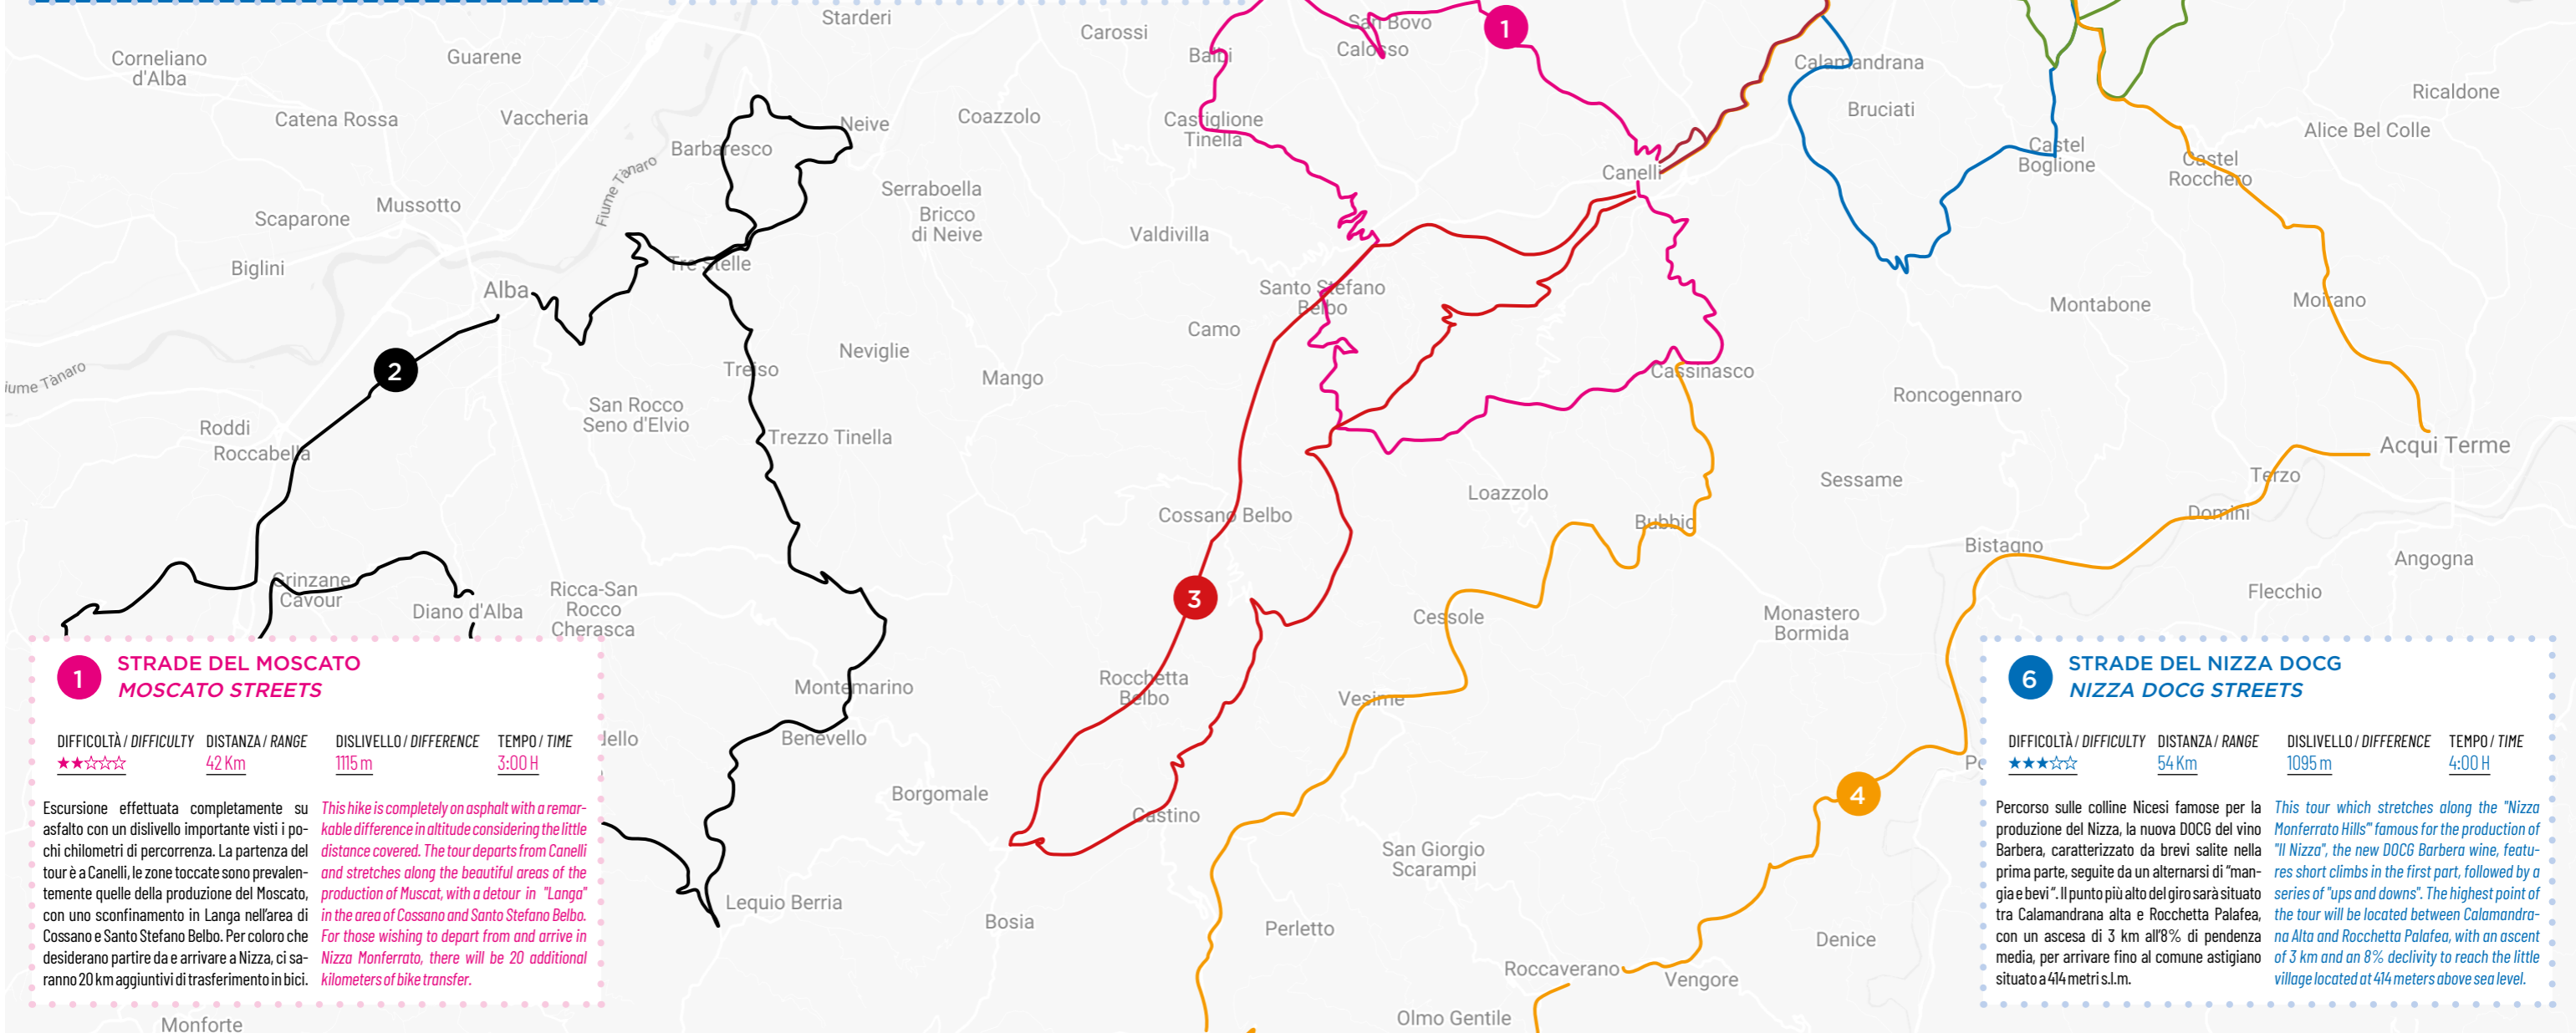 Starderi
Carossi
San Bovo
1
Corneliano
d'Alba
Guarene
Balbi
Calosso
Calamandrana
Ricaldone
Catena Rossa
Vaccheria
Neive
Coazzolo
Castiglione
Tinella
Bruciati
Alice Bel Colle
Barbaresco
Fiume Tànaro
Castel
Boglione
Castel
Rocchero
Canelli
Serraboella
Mussotto
Scaparone
Bricco
di Neive
Valdivilla
Biglini
Tre Stelle
Alba
Santo Stefano
Belbo
Montabone
Moirano
Camo
Neviglie
Treiso
2
Mango
Cassinasco
iume Tànaro
San Rocco
Seno d'Elvio
Roncogennaro
Roddi
Roccabella
Trezzo Tinella
Acqui Terme
Terzo
Sessame
Loazzolo
Cossano Belbo
Bubbio
Domini
Bistagno
Angogna
Grinzane
Cavour
Diano d'Alba
Ricca-San
Rocco
Cherasca
3
Cessole
Monastero
Bormida
Flecchio
Montemarino
Rocchetta
Belbo
Vesime
Benevello
dello
Borgomale
Castino
4
Pe
San Giorgio
Scarampi
Lequio Berria
Bosia
Perletto
Denice
Roccaverano
Vengore
Olmo Gentile
Monforte
1
STRADE DEL MOSCATO
MOSCATO STREETS
DIFFICOLTÀ / DIFFICULTY DISTANZA / RANGE DISLIVELLO / DIFFERENCE TEMPO / TIME
★★☆☆☆ 42 Km 1115 m 3:00 H
Escursione effettuata completamente su
asfalto con un dislivello importante visti i po-
chi chilometri di percorrenza. La partenza del
tour è a Canelli, le zone toccate sono prevalen-
temente quelle della produzione del Moscato,
con uno sconfinamento in Langa nell'area di
Cossano e Santo Stefano Belbo. Per coloro che
desiderano partire da e arrivare a Nizza, ci sa-
ranno 20 km aggiuntivi di trasferimento in bici.
This hike is completely on asphalt with a remar-
kable difference in altitude considering the little
distance covered. The tour departs from Canelli
and stretches along the beautiful areas of the
production of Muscat, with a detour in "Langa"
in the area of Cossano and Santo Stefano Belbo.
For those wishing to depart from and arrive in
Nizza Monferrato, there will be 20 additional
kilometers of bike transfer.
6
STRADE DEL NIZZA DOCG
NIZZA DOCG STREETS
DIFFICOLTÀ / DIFFICULTY DISTANZA / RANGE DISLIVELLO / DIFFERENCE TEMPO / TIME
★★★☆☆ 54 Km 1095 m 4:00 H
Percorso sulle colline Nicesi famose per la
produzione del Nizza, la nuova DOCG del vino
Barbera, caratterizzato da brevi salite nella
prima parte, seguite da un alternarsi di "man-
gia e bevi ". Il punto più alto del giro sarà situato
tra Calamandrana alta e Rocchetta Palafea,
con un ascesa di 3 km all'8% di pendenza
media, per arrivare fino al comune astigiano
situato a 414 metri s.l.m.
This tour which stretches along the "Nizza
Monferrato Hills"' famous for the production of
"Il Nizza", the new DOCG Barbera wine, featu-
res short climbs in the first part, followed by a
series of "ups and downs". The highest point of
the tour will be located between Calamandra-
na Alta and Rocchetta Palafea, with an ascent
of 3 km and an 8% declivity to reach the little
village located at 414 meters above sea level.